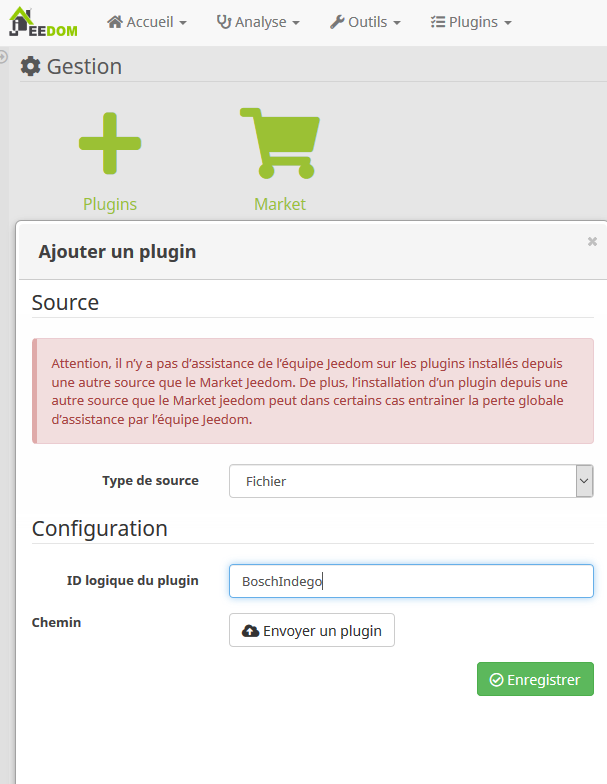 JEEDOM Accueil Analyse Outils Plugins
Gestion
Plugins Market
Ajouter un plugin ×
Source
Attention, il n’y a pas d’assistance de l’équipe Jeedom sur les plugins installés depuis
une autre source que le Market Jeedom. De plus, l’installation d’un plugin depuis une
autre source que le Market jeedom peut dans certains cas entrainer la perte globale
d’assistance par l’équipe Jeedom.
Type de source Fichier
Configuration
ID logique du plugin BoschIndego
Chemin Envoyer un plugin
Enregistrer